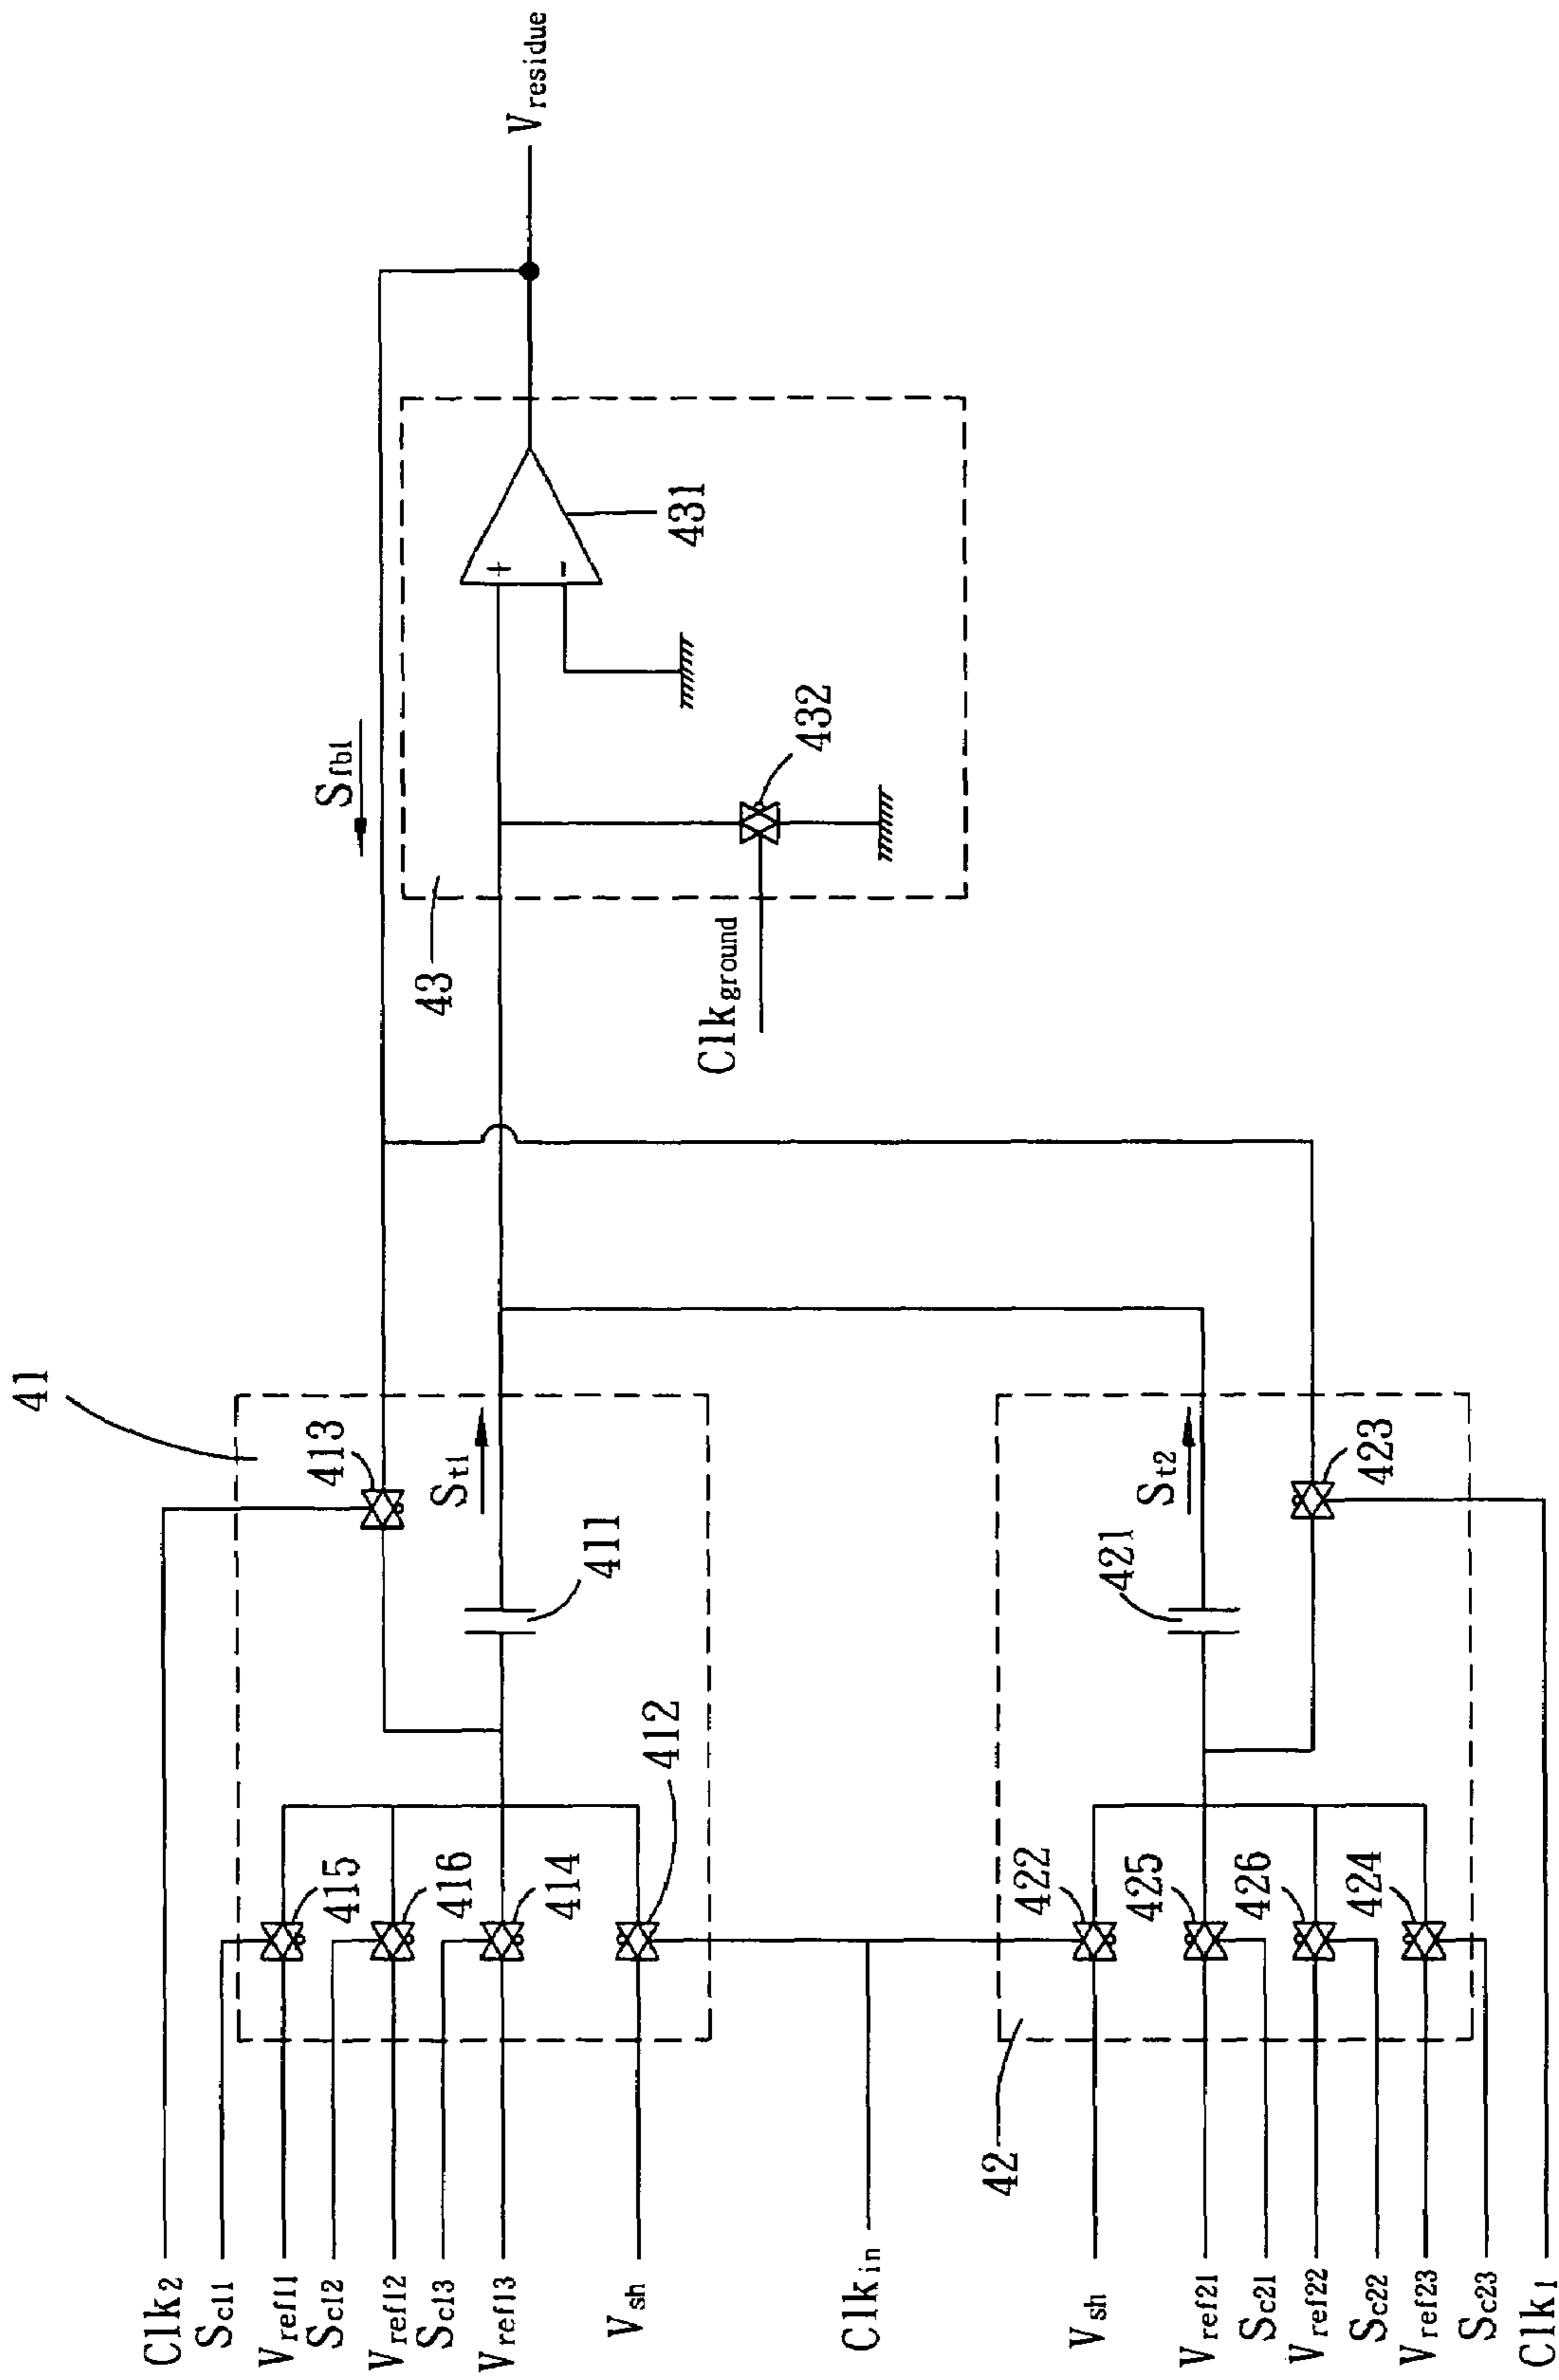 Clk2
Sc11
Vref11
Sc12
Vref12
Sc13
Vref13
Vsh
Clkin
Vsh
Vref21
Sc21
Vref22
Sc22
Vref23
Sc23
Clk1
41
42
415
416
414
412
422
425
426
424
413
St1
411
421
St2
423
43
Clkground
Sfb1
432
431
+
-
Vresidue